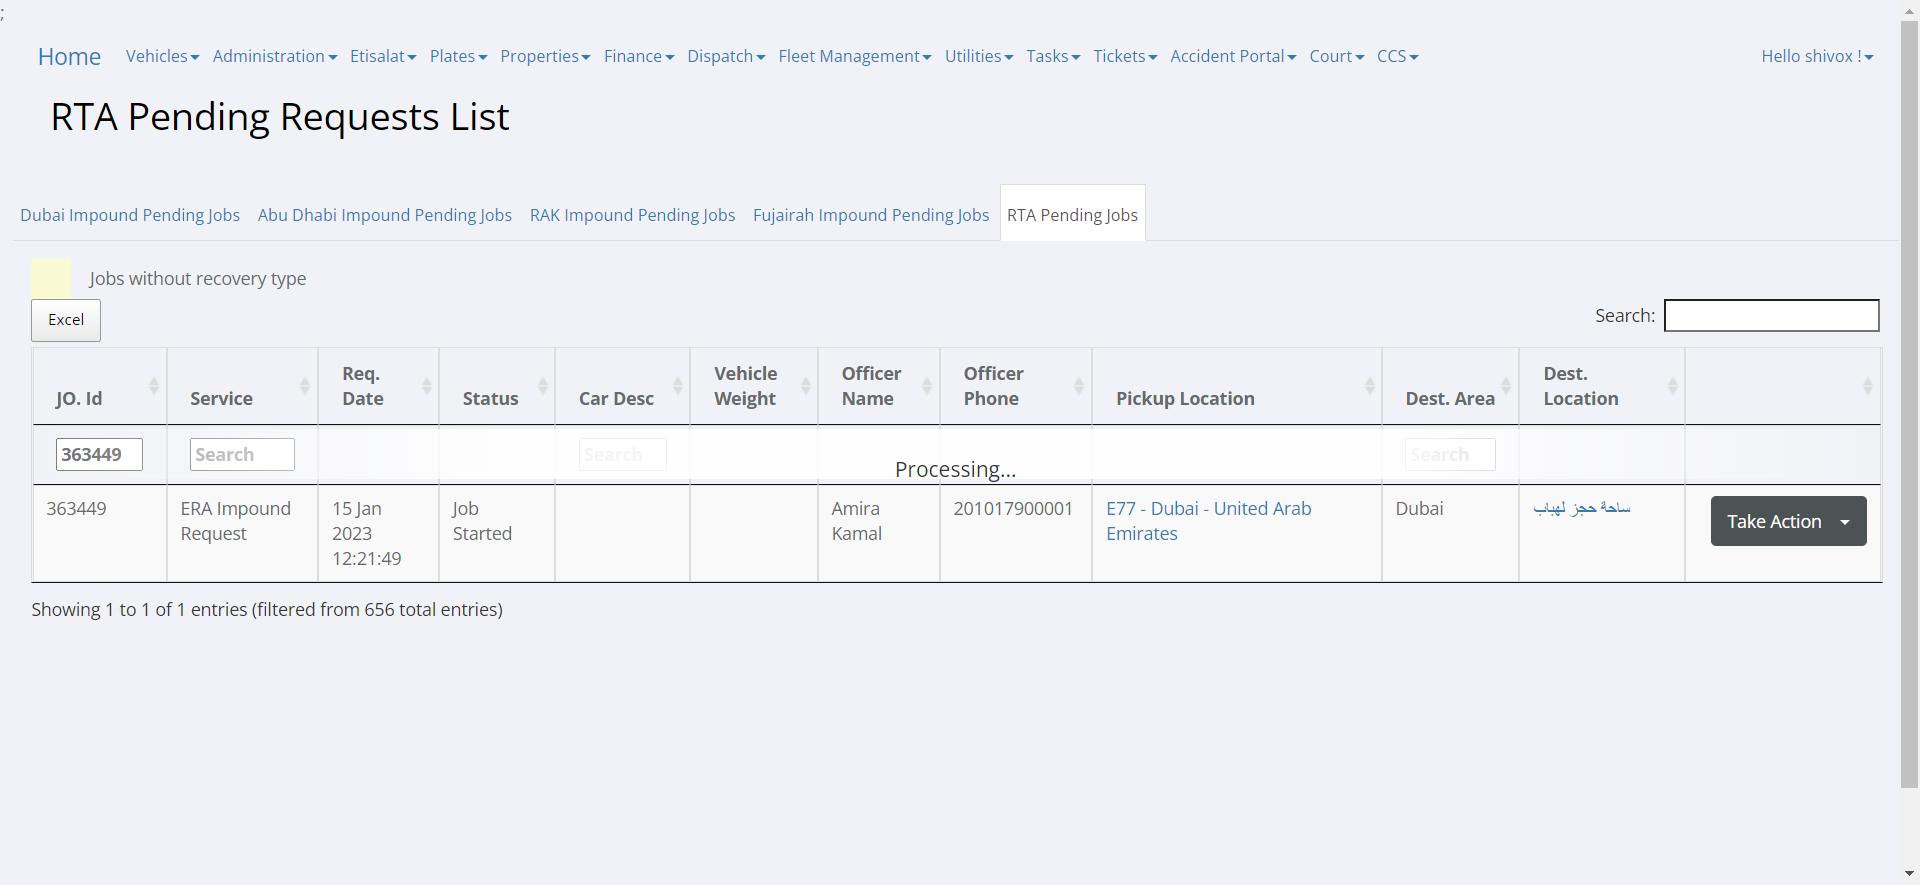 ;
Home Vehicles Administration Etisalat Plates Properties Finance Dispatch Fleet Management Utilities Tasks Tickets Accident Portal Court CCS Hello shivox !
RTA Pending Requests List
Dubai Impound Pending Jobs Abu Dhabi Impound Pending Jobs RAK Impound Pending Jobs Fujairah Impound Pending Jobs RTA Pending Jobs
Jobs without recovery type
Excel
Search:
JO. Id
Service
Req.
Date
Status
Car Desc
Vehicle
Weight
Officer
Name
Officer
Phone
Pickup Location
Dest. Area
Dest.
Location
363449
Search
Search
Search
Processing...
363449
ERA Impound
Request
15 Jan
2023
12:21:49
Job
Started
Amira
Kamal
201017900001
E77 - Dubai - United Arab
Emirates
Dubai
ساحة حجز لهباب
Take Action
Showing 1 to 1 of 1 entries (filtered from 656 total entries)